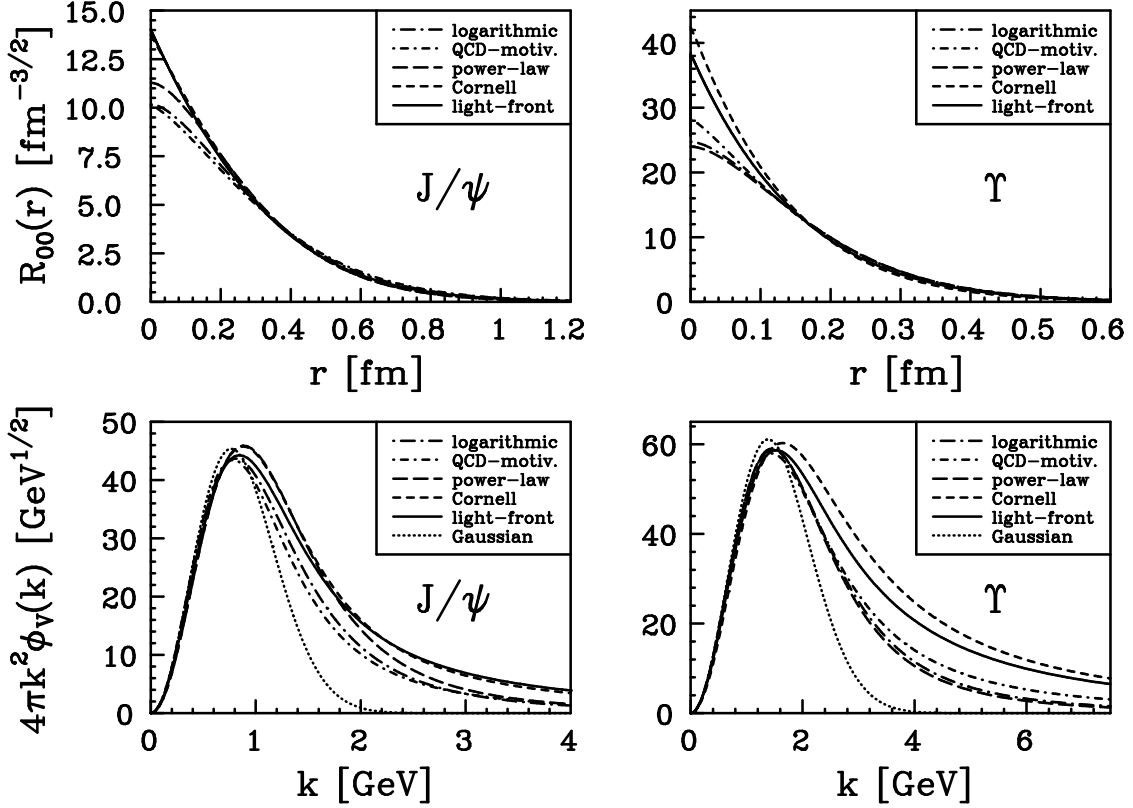 15.0
12.5
10.0
7.5
5.0
2.5
0.0
R₀₀(r) [fm⁻³/²]
logarithmic
QCD−motiv.
power−law
Cornell
light−front
J/ψ
0 0.2 0.4 0.6 0.8 1 1.2
r [fm]
40
30
20
10
0
logarithmic
QCD−motiv.
power−law
Cornell
light−front
ϒ
0 0.1 0.2 0.3 0.4 0.5 0.6
r [fm]
50
40
30
20
10
0
4πk²ϕ_V(k) [GeV¹/²]
logarithmic
QCD−motiv.
power−law
Cornell
light−front
Gaussian
J/ψ
0 1 2 3 4
k [GeV]
60
40
20
0
logarithmic
QCD−motiv.
power−law
Cornell
light−front
Gaussian
ϒ
0 2 4 6
k [GeV]